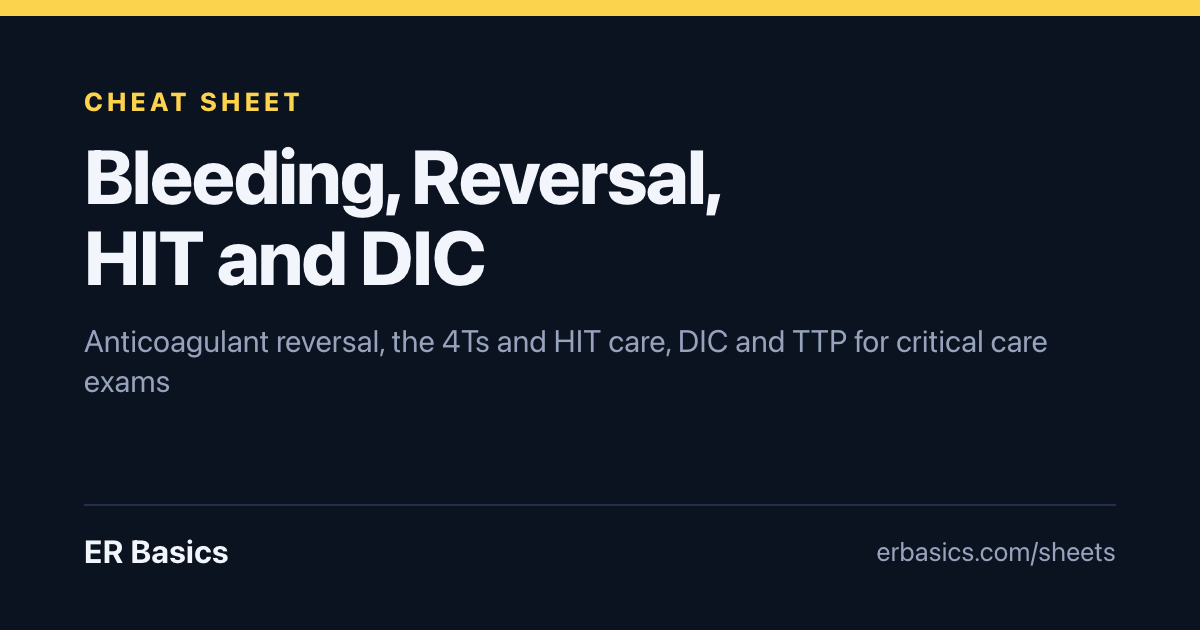 CHEAT SHEET
Bleeding, Reversal,
HIT and DIC
Anticoagulant reversal, the 4Ts and HIT care, DIC and TTP for critical care
exams
ER Basics
erbasics.com/sheets